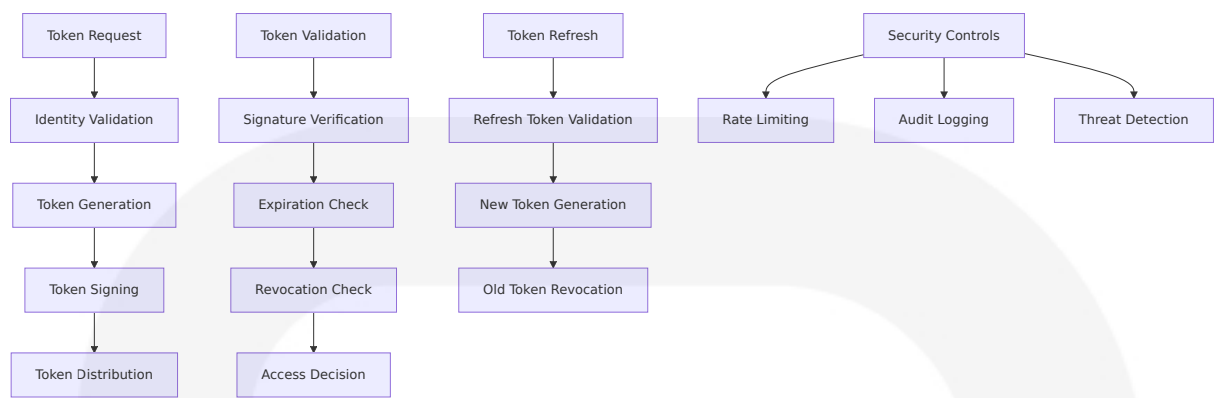 Token Request
Token Validation
Token Refresh
Security Controls
Identity Validation
Signature Verification
Refresh Token Validation
Rate Limiting
Audit Logging
Threat Detection
Token Generation
Expiration Check
New Token Generation
Token Signing
Revocation Check
Old Token Revocation
Token Distribution
Access Decision